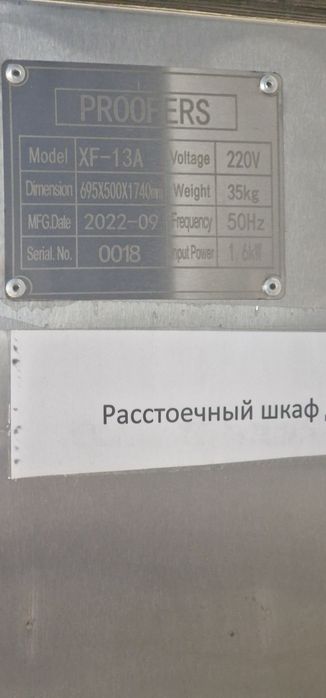 PROOFERS
Model XF-13A Voltage 220V
Dimension 695X500X1740mm Weight 35kg
MFG.Date 2022-09 Frequency 50Hz
Serial. No. 0018 Input Power 1.6kW
Расстоечный шкаф